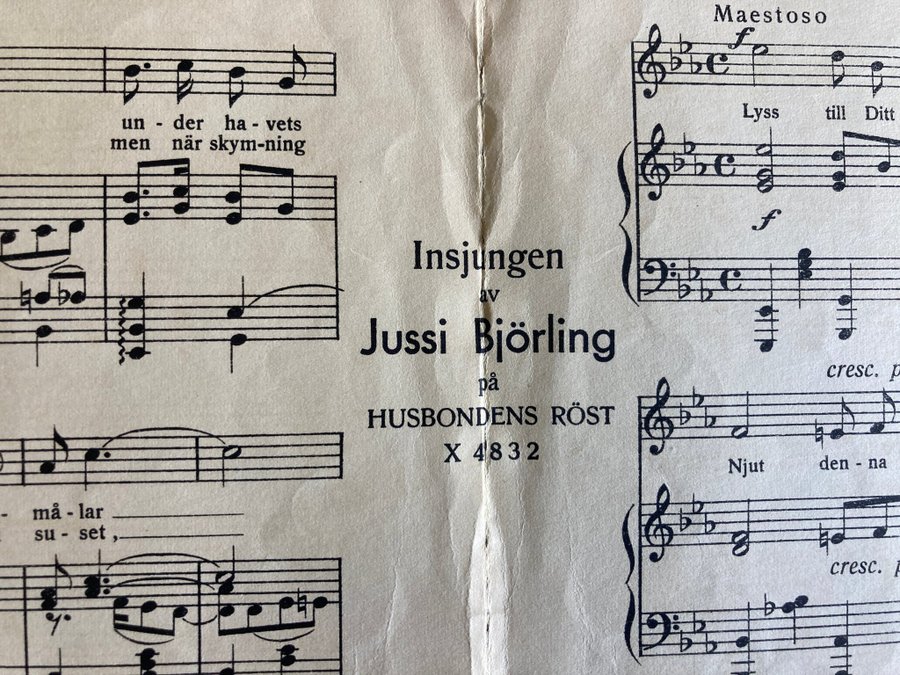 un - der ha - vets
men när skym-ning
må - lar
su - set ,
Insjungen
av
Jussi Björling
på
HUSBONDENS RÖST
X 4832
Maestoso
f
Lyss till Ditt
f
cresc. p
Njut den - na
cresc. p